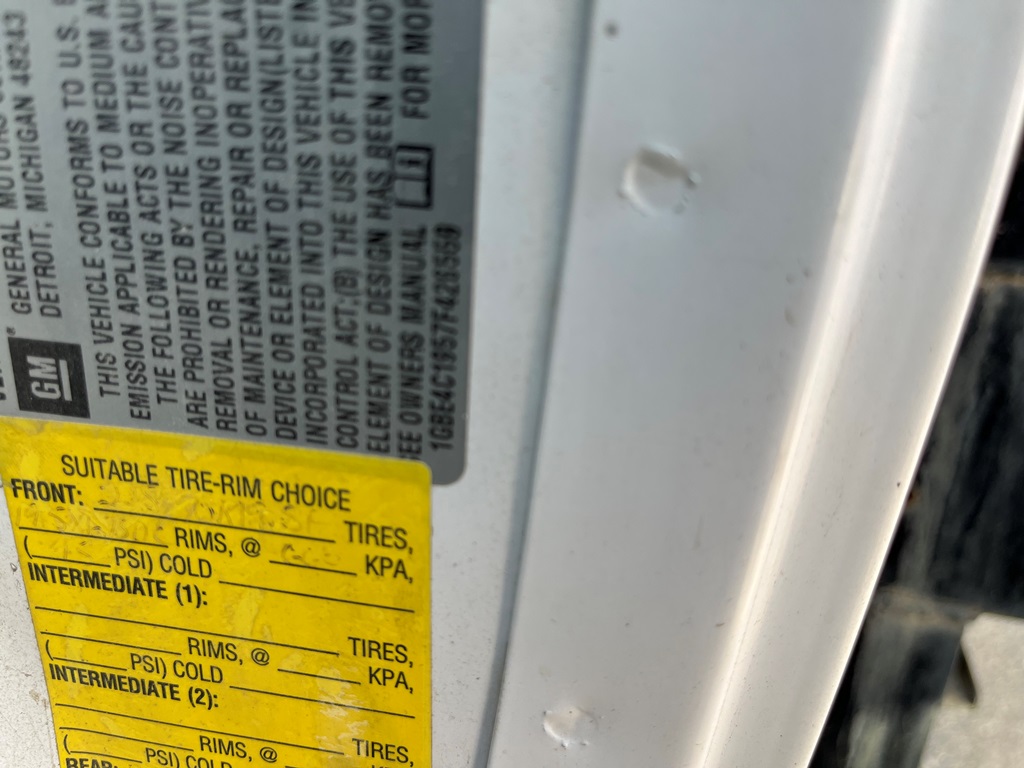 GENERAL MOTORS
DETROIT, MICHIGAN 48243
GM
THIS VEHICLE CONFORMS TO U.S.
EMISSION APPLICABLE TO MEDIUM
THE FOLLOWING ACTS OR THE CAU
ARE PROHIBITED BY THE NOISE CONT
REMOVAL OR RENDERING INOPERATIV
OF MAINTENANCE, REPAIR OR REPLAC
DEVICE OR ELEMENT OF DESIGN(LISTE
INCORPORATED INTO THIS VEHICLE IN
CONTROL ACT;(B) THE USE OF THIS VE
ELEMENT OF DESIGN HAS BEEN REMO
SEE OWNERS MANUAL i FOR MOR
SUITABLE TIRE-RIM CHOICE
FRONT:
TIRES,
RIMS, @ KPA,
( PSI) COLD
INTERMEDIATE (1):
TIRES,
RIMS, @ KPA,
( PSI) COLD
INTERMEDIATE (2):
TIRES,
RIMS, @
( PSI) COLD
REAR: